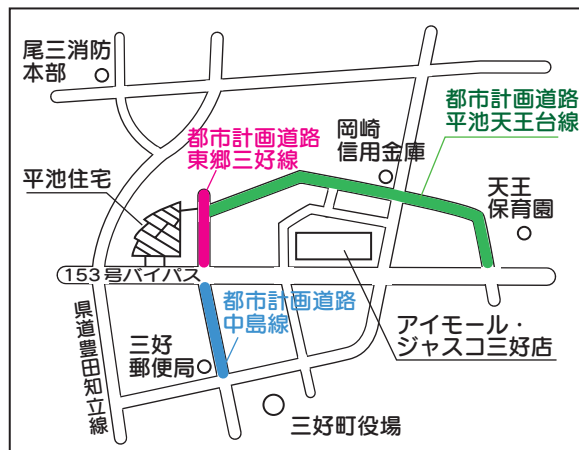 尾三消防
本部
都市計画道路
平池天王台線
岡崎
信用金庫
都市計画道路
東郷三好線
平池住宅
天王
保育園
153号バイパス
都市計画道路
中島線
県道豊田知立線
アイモール・
ジャスコ三好店
三好
郵便局
三好町役場